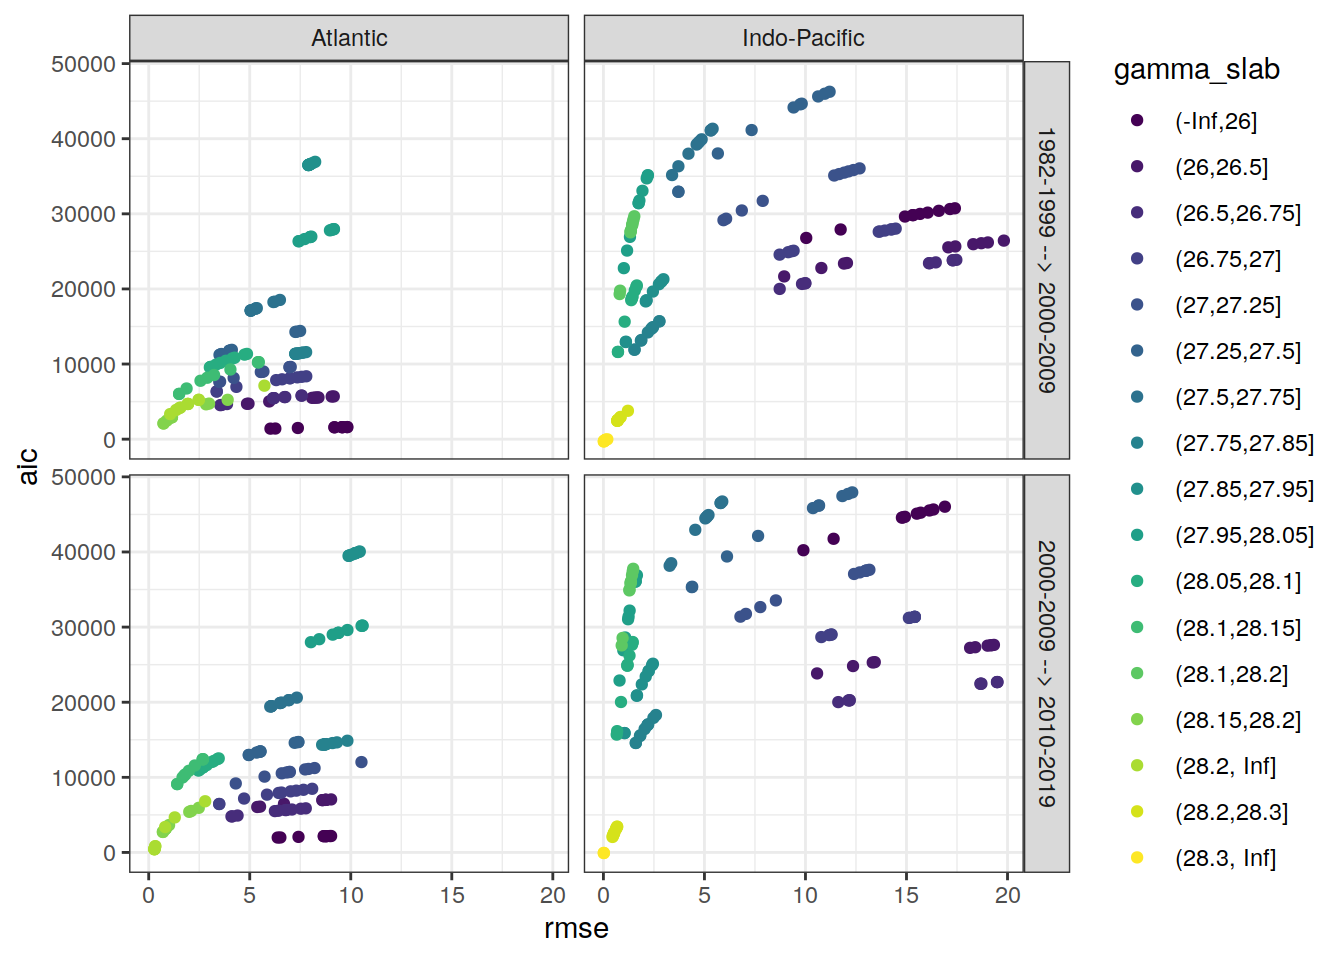 Atlantic
Indo-Pacific
50000
40000
30000
20000
10000
0
1982-1999 --> 2000-2009
50000
40000
30000
20000
10000
0
2000-2009 --> 2010-2019
0 5 10 15 20
0 5 10 15 20
rmse
aic
gamma_slab
(-Inf,26]
(26,26.5]
(26.5,26.75]
(26.75,27]
(27,27.25]
(27.25,27.5]
(27.5,27.75]
(27.75,27.85]
(27.85,27.95]
(27.95,28.05]
(28.05,28.1]
(28.1,28.15]
(28.1,28.2]
(28.15,28.2]
(28.2, Inf]
(28.2,28.3]
(28.3, Inf]